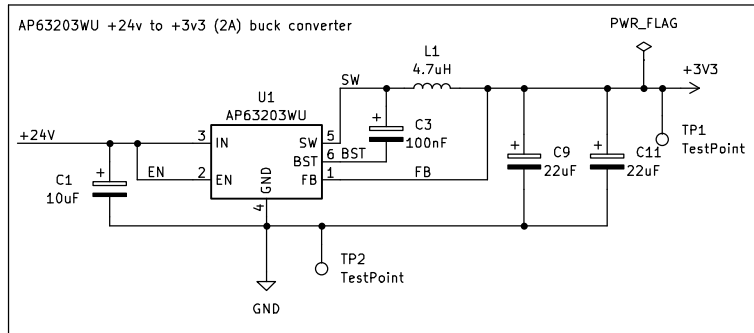 AP63203WU +24v to +3v3 (2A) buck converter
PWR_FLAG
L1
4.7uH
+3V3
SW
U1
AP63203WU
+24V
3
IN
SW
5
+
C3
100nF
TP1
TestPoint
BST
6
BST
EN
2
EN
GND
FB
1
FB
+
C1
10uF
+
C9
22uF
+
C11
22uF
4
TP2
TestPoint
GND